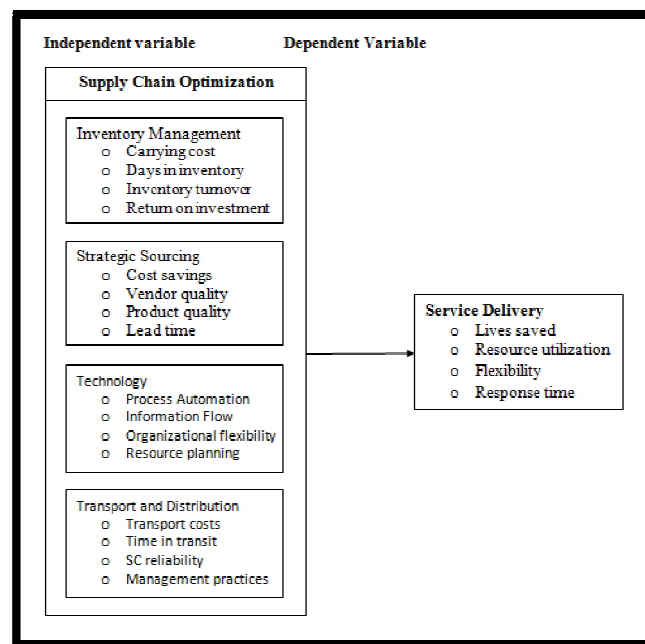 Independent variable
Dependent Variable
Supply Chain Optimization
Inventory Management
o Carrying cost
o Days in inventory
o Inventory turnover
o Return on investment
Strategic Sourcing
o Cost savings
o Vendor quality
o Product quality
o Lead time
Technology
o Process Automation
o Information Flow
o Organizational flexibility
o Resource planning
Transport and Distribution
o Transport costs
o Time in transit
o SC reliability
o Management practices
Service Delivery
o Lives saved
o Resource utilization
o Flexibility
o Response time